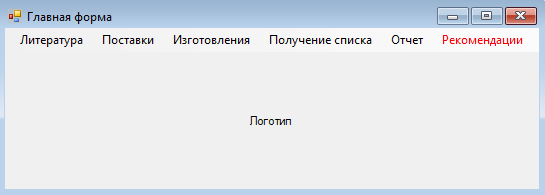 Главная форма
Литература Поставки Изготовления Получение списка Отчет Рекомендации
Логотип